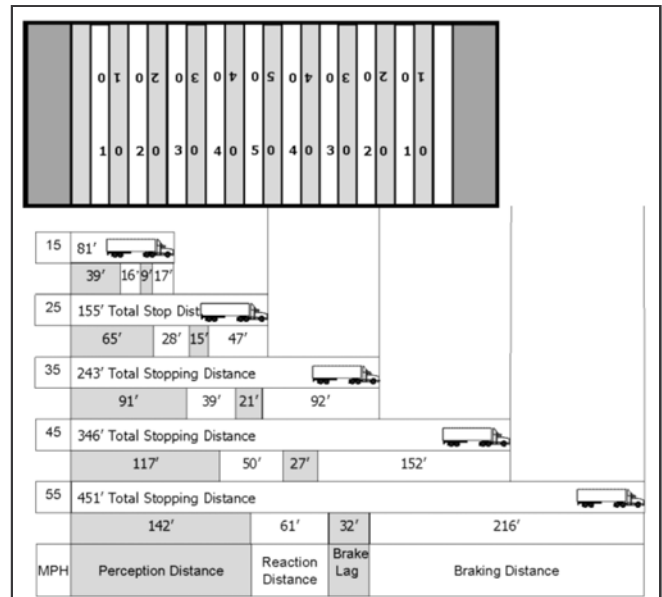 0 1 0 2 0 3 0 4 0 5 0 4 0 3 0 2 0 1
1 0 2 0 3 0 4 0 5 0 4 0 3 0 2 0 1 0
15 81′
39′ 16′ 9′ 17′
25 155′ Total Stop Dist
65′ 28′ 15′ 47′
35 243′ Total Stopping Distance
91′ 39′ 21′ 92′
45 346′ Total Stopping Distance
117′ 50′ 27′ 152′
55 451′ Total Stopping Distance
142′ 61′ 32′ 216′
MPH Perception Distance Reaction Distance Brake Lag Braking Distance